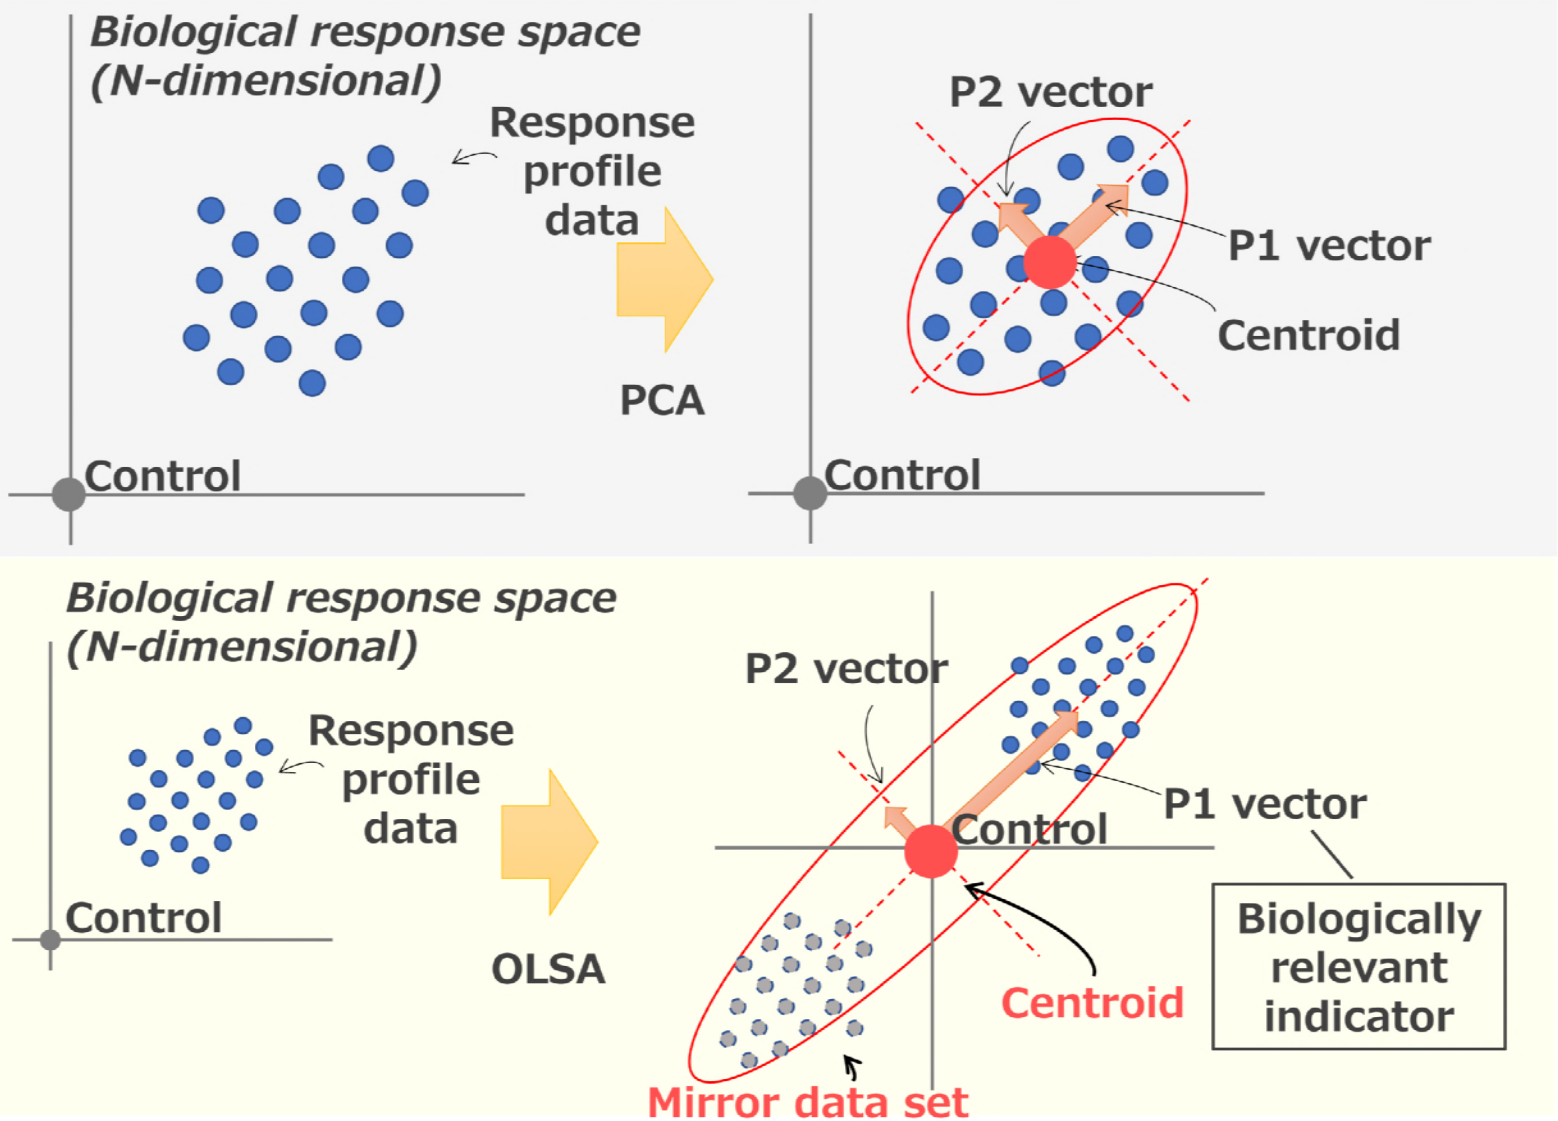 Biological response space
(N-dimensional)
Response
profile
data
PCA
Control
P2 vector
P1 vector
Centroid
Control
Biological response space
(N-dimensional)
Response
profile
data
Control
OLSA
P2 vector
Control
P1 vector
Biologically
relevant
indicator
Centroid
Mirror data set